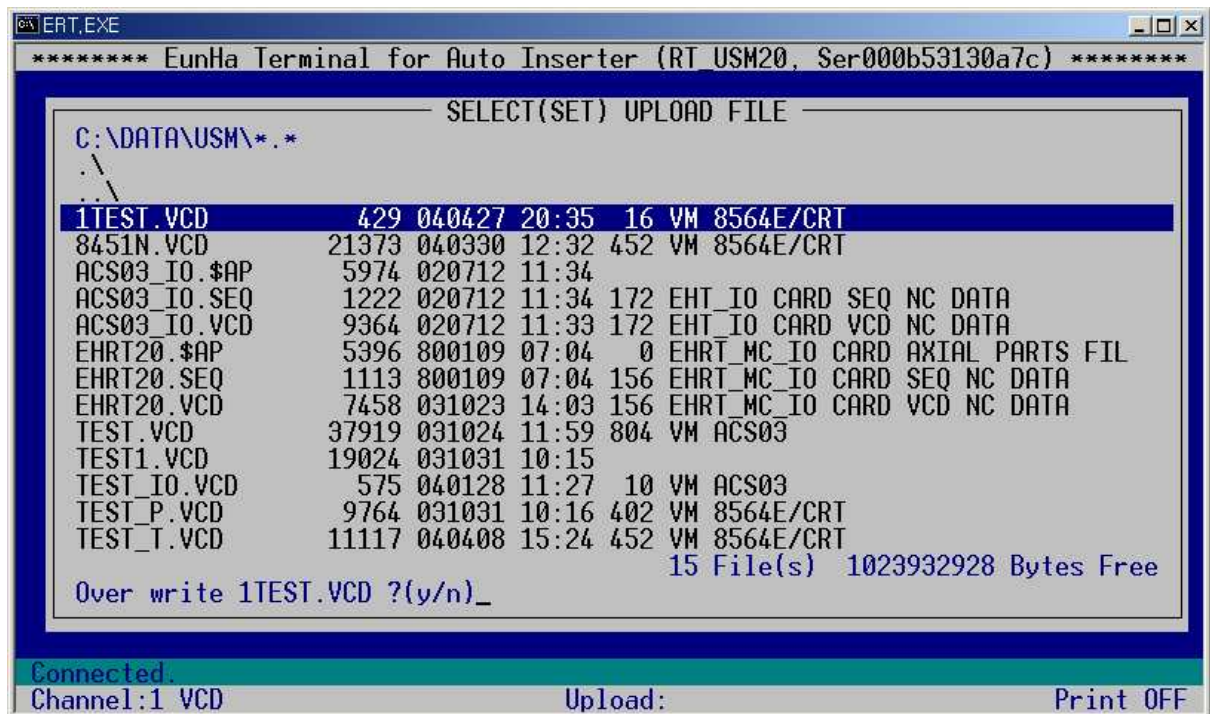 ERT,EXE
******** EunHa Terminal for Auto Inserter (RT_USM20, Ser000b53130a7c) ********
SELECT(SET) UPLOAD FILE
C:\DATA\USM\*.*
.\
..\
1TEST.VCD 429 040427 20:35 16 VM 8564E/CRT
8451N.VCD 21373 040330 12:32 452 VM 8564E/CRT
ACS03_IO.$AP 5974 020712 11:34
ACS03_IO.SEQ 1222 020712 11:34 172 EHT_IO CARD SEQ NC DATA
ACS03_IO.VCD 9364 020712 11:33 172 EHT_IO CARD VCD NC DATA
EHRT20.$AP 5396 800109 07:04 0 EHRT_MC_IO CARD AXIAL PARTS FIL
EHRT20.SEQ 1113 800109 07:04 156 EHRT_MC_IO CARD SEQ NC DATA
EHRT20.VCD 7458 031023 14:03 156 EHRT_MC_IO CARD VCD NC DATA
TEST.VCD 37919 031024 11:59 804 VM ACS03
TEST1.VCD 19024 031031 10:15
TEST_IO.VCD 575 040128 11:27 10 VM ACS03
TEST_P.VCD 9764 031031 10:16 402 VM 8564E/CRT
TEST_T.VCD 11117 040408 15:24 452 VM 8564E/CRT
15 File(s) 1023932928 Bytes Free
Over write 1TEST.VCD ?(y/n)_
Connected.
Channel:1 VCD Upload: Print OFF